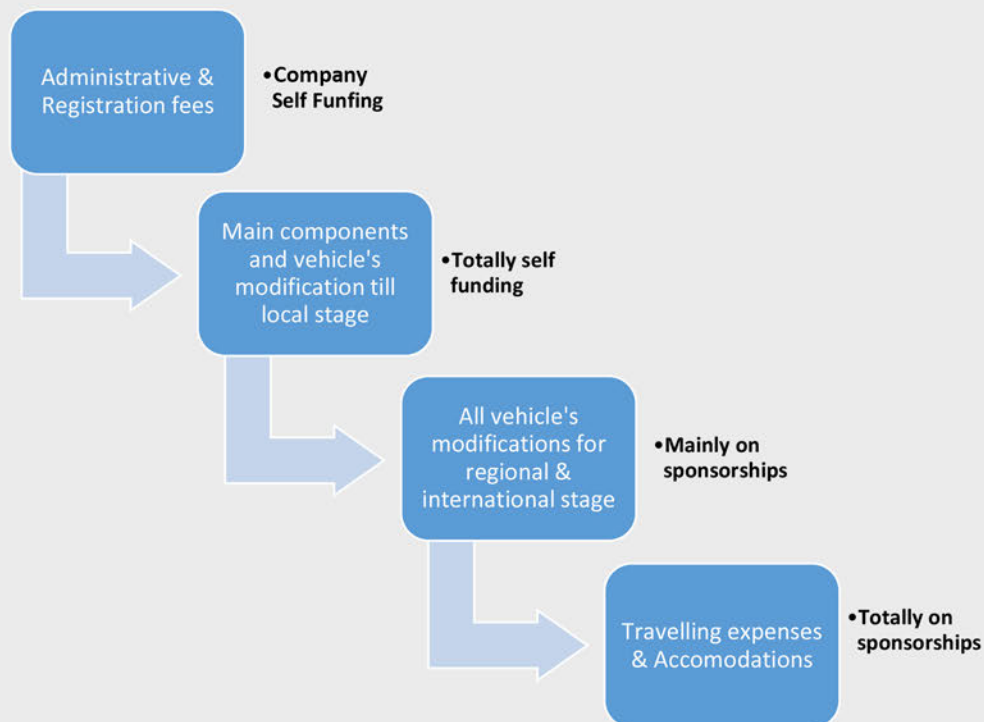 Administrative &
Registration fees
•Company
Self Funfing
Main components
and vehicle's
modification till
local stage
•Totally self
funding
All vehicle's
modifications for
regional &
international stage
•Mainly on
sponsorships
Travelling expenses
& Accomodations
•Totally on
sponsorships